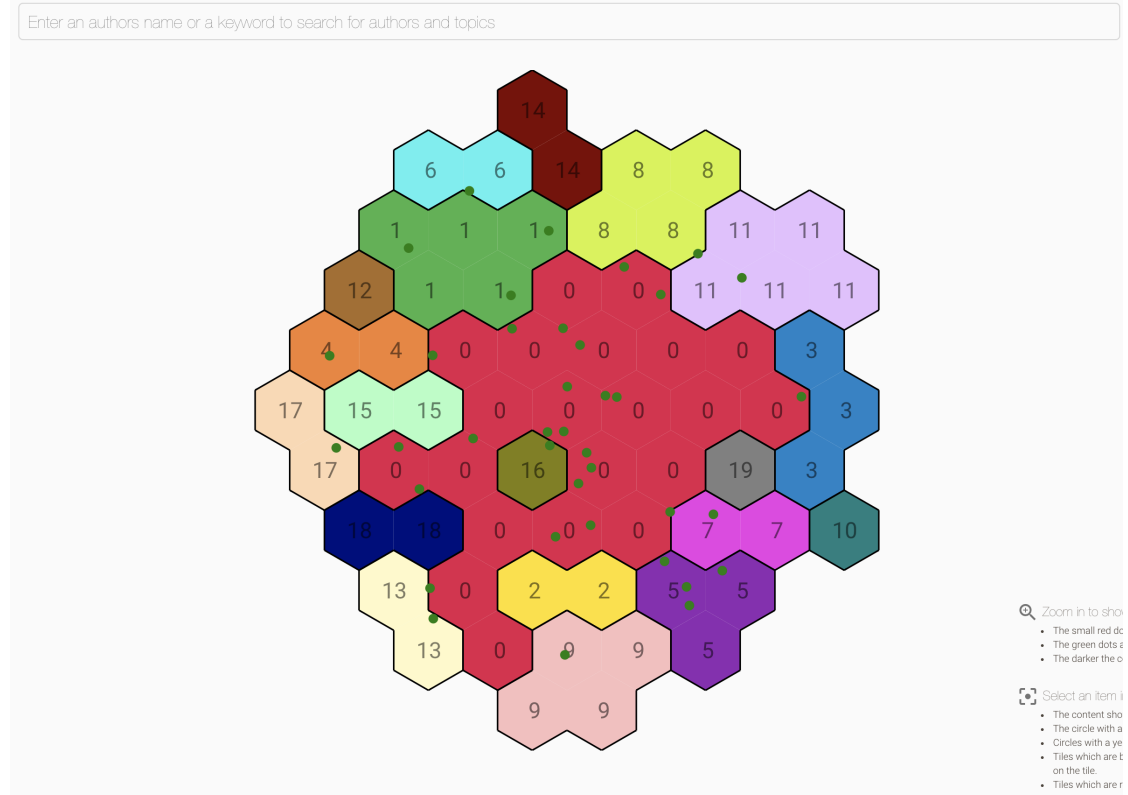 Enter an authors name or a keyword to search for authors and topics
14
6 6 14 8 8
1 1 1 8 8 11 11
12 1 1 0 0 11 11 11
4 4 0 0 0 0 0 3
17 15 15 0 0 0 0 0 3
17 0 0 16 0 0 19 3
18 18 0 0 0 7 7 10
13 0 2 2 5 5
13 0 9 9 5
9 9
Zoom in to sho
The small red do
The green dots a
The darker the c
Select an item i
The content sho
The circle with a
Circles with a ye
Tiles which are b
on the tile.
Tiles which are r